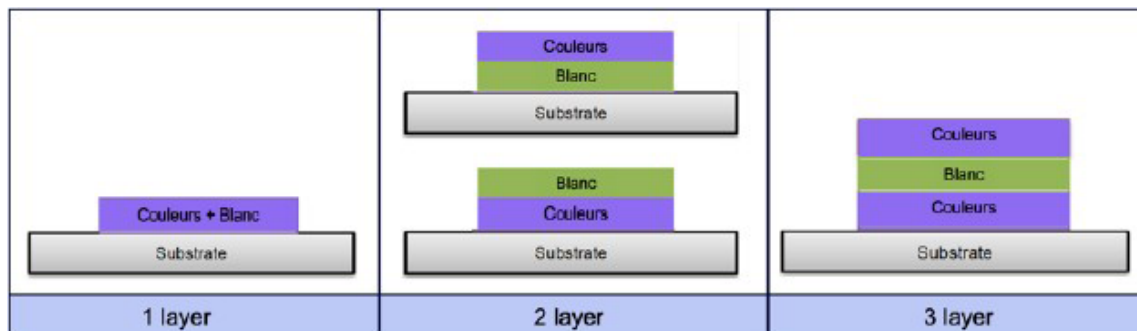 Couleurs + Blanc
Substrate
1 layer
Couleurs
Blanc
Substrate
Blanc
Couleurs
Substrate
2 layer
Couleurs
Blanc
Couleurs
Substrate
3 layer